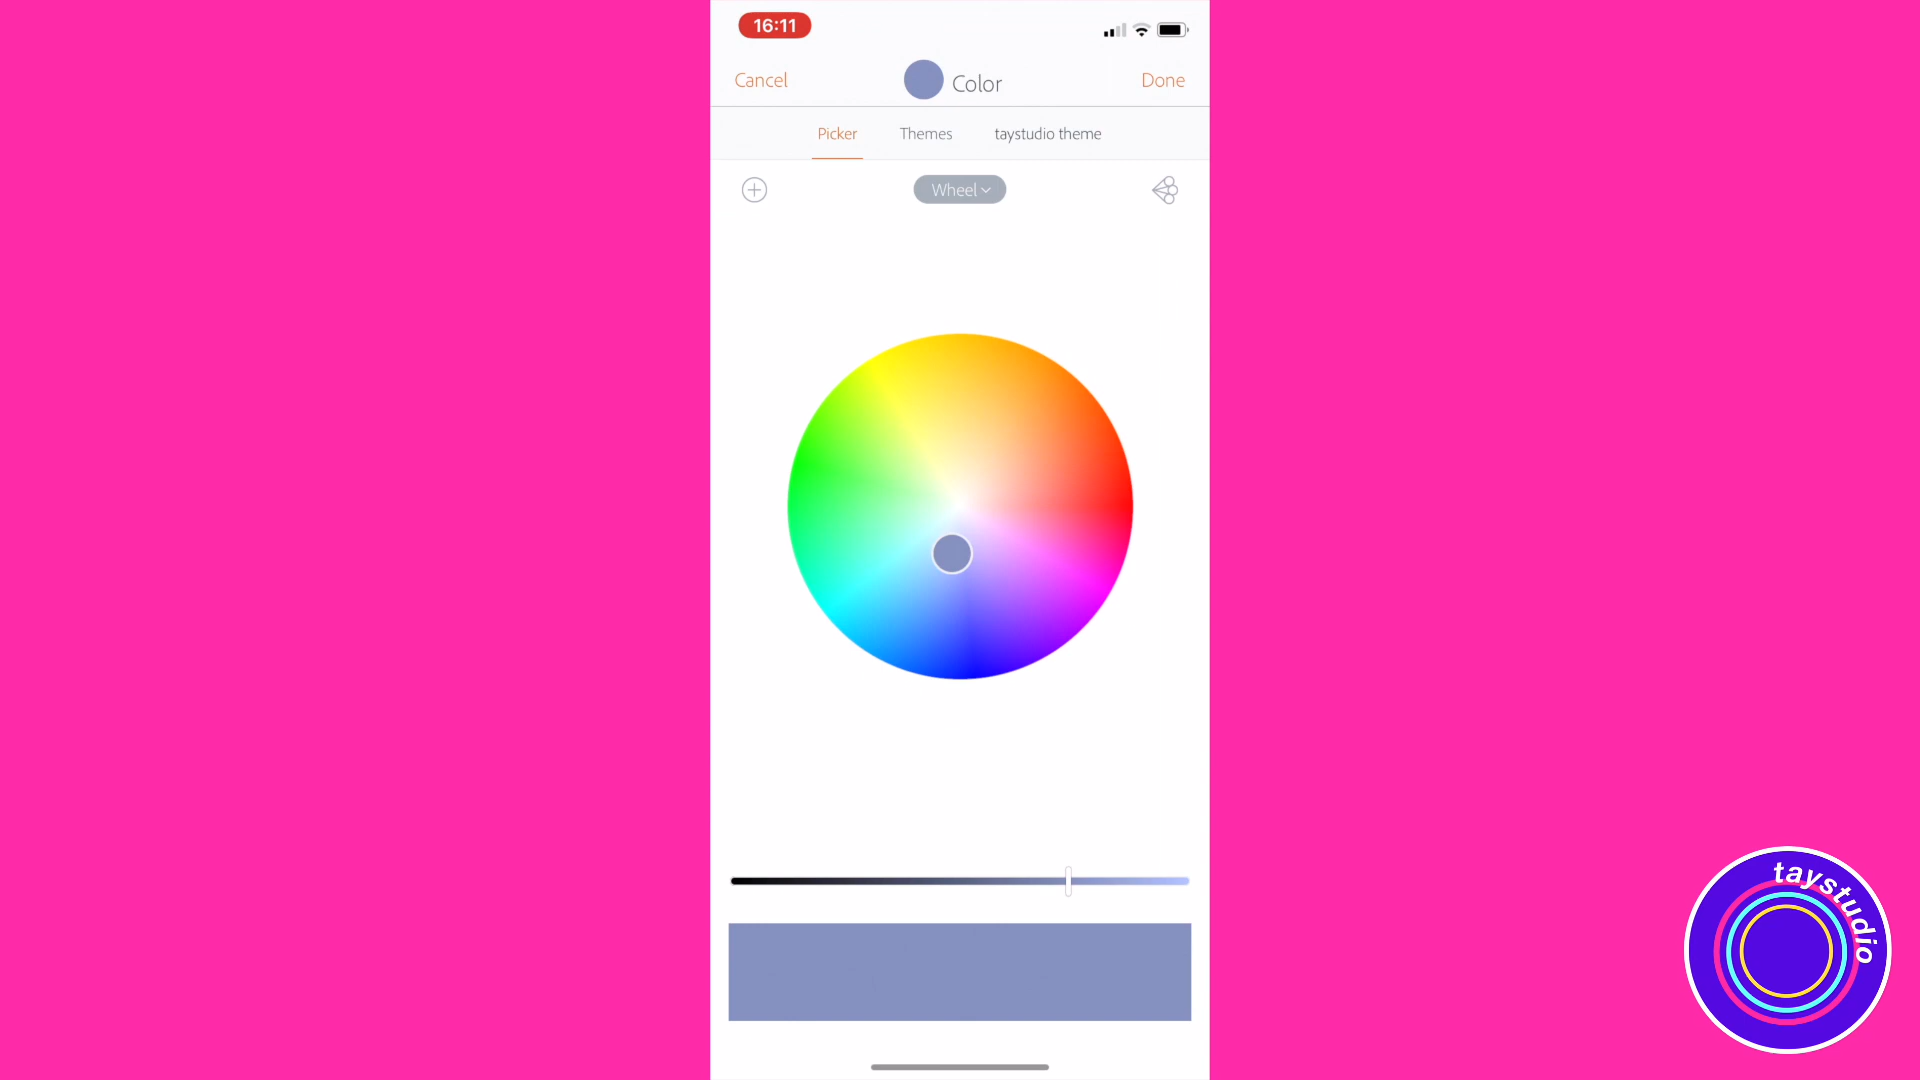 16:11
Cancel
Color
Done
Picker
Themes
taystudio theme
Wheel
taystudio